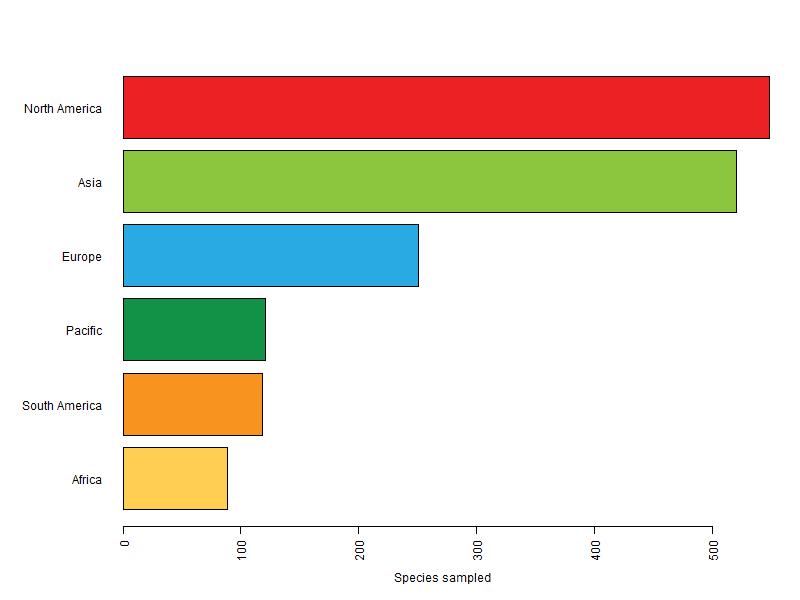 North America
Asia
Europe
Pacific
South America
Africa
0 100 200 300 400 500
Species sampled